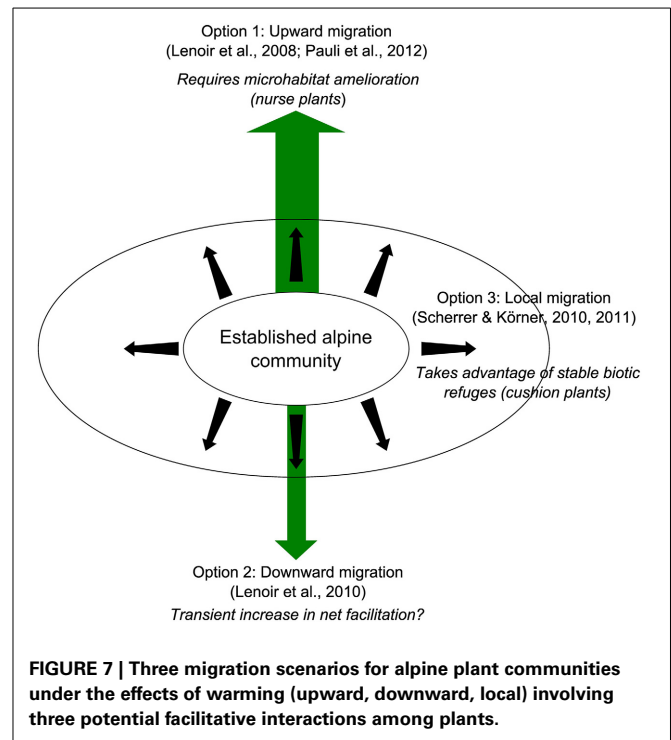 Option 1: Upward migration
(Lenoir et al., 2008; Pauli et al., 2012)
Requires microhabitat amelioration
(nurse plants)
Established alpine
community
Option 3: Local migration
(Scherrer & Körner, 2010, 2011)
Takes advantage of stable biotic
refuges (cushion plants)
Option 2: Downward migration
(Lenoir et al., 2010)
Transient increase in net facilitation?
FIGURE 7 | Three migration scenarios for alpine plant communities
under the effects of warming (upward, downward, local) involving
three potential facilitative interactions among plants.